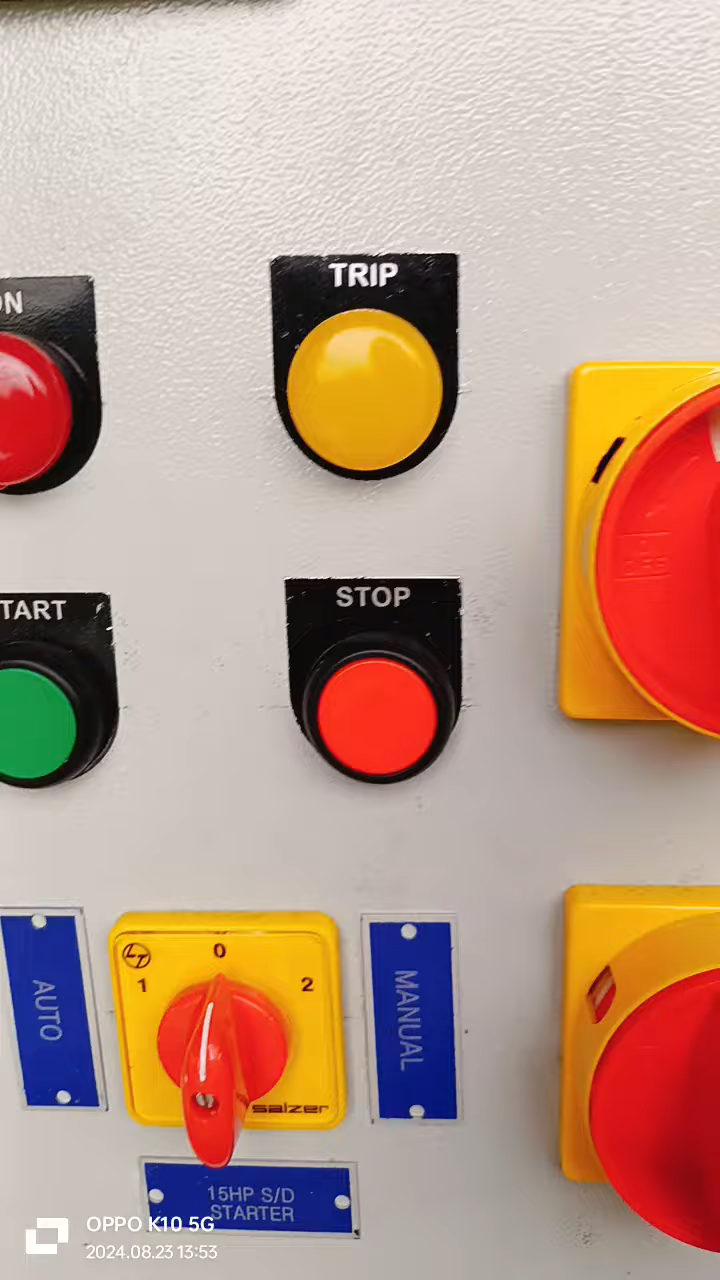 TRIP
ON
START
STOP
0
1
2
LT
AUTO
MANUAL
salzer
15HP S/D
STARTER
OPPO K10 5G
2024.08.23 13:53